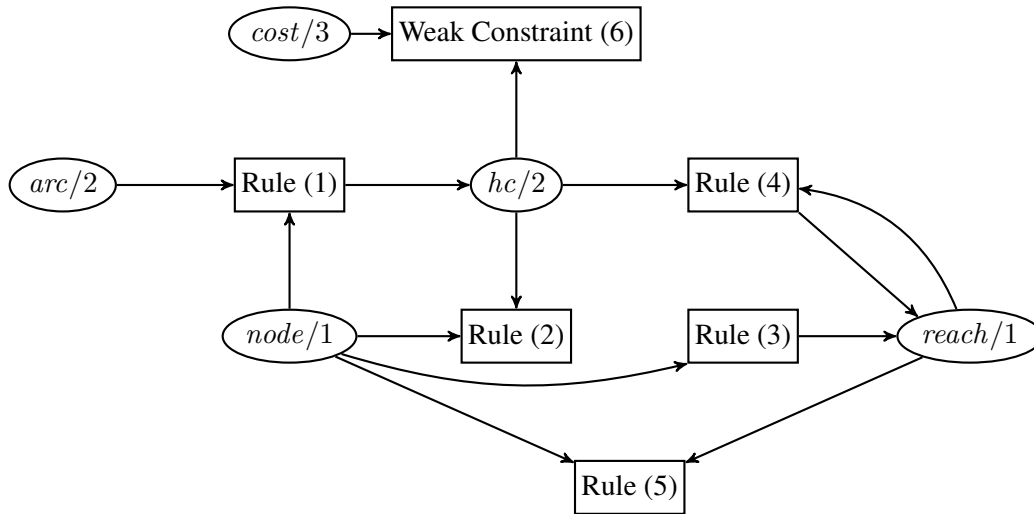 cost/3
Weak Constraint (6)
arc/2
Rule (1)
hc/2
Rule (4)
node/1
Rule (2)
Rule (3)
reach/1
Rule (5)